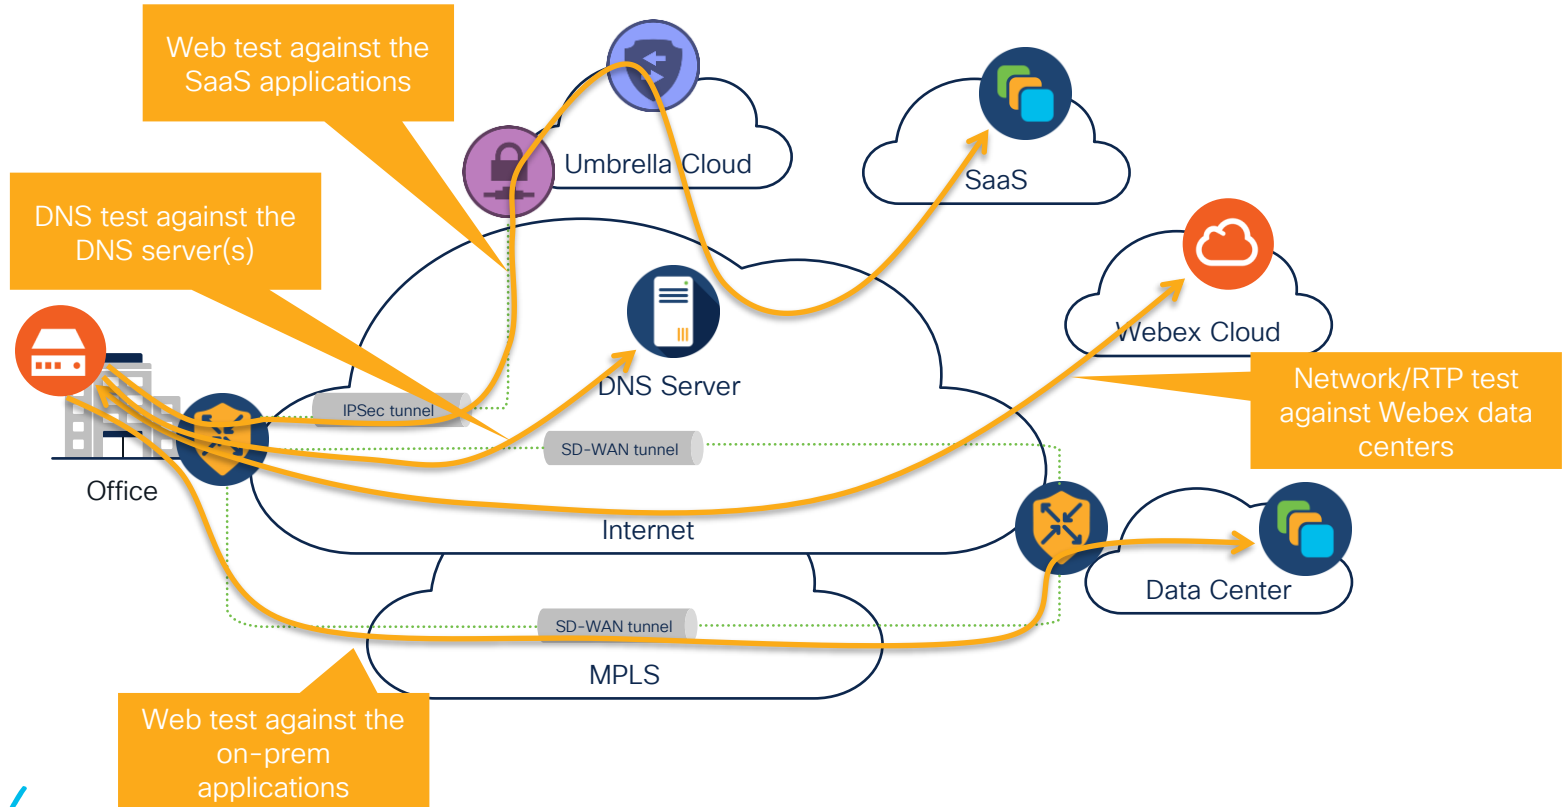 Web test against the
SaaS applications
Umbrella Cloud
SaaS
DNS test against the
DNS server(s)
Webex Cloud
DNS Server
Network/RTP test
against Webex data
centers
IPSec tunnel
SD-WAN tunnel
Office
Internet
Data Center
SD-WAN tunnel
MPLS
Web test against the
on-prem
applications